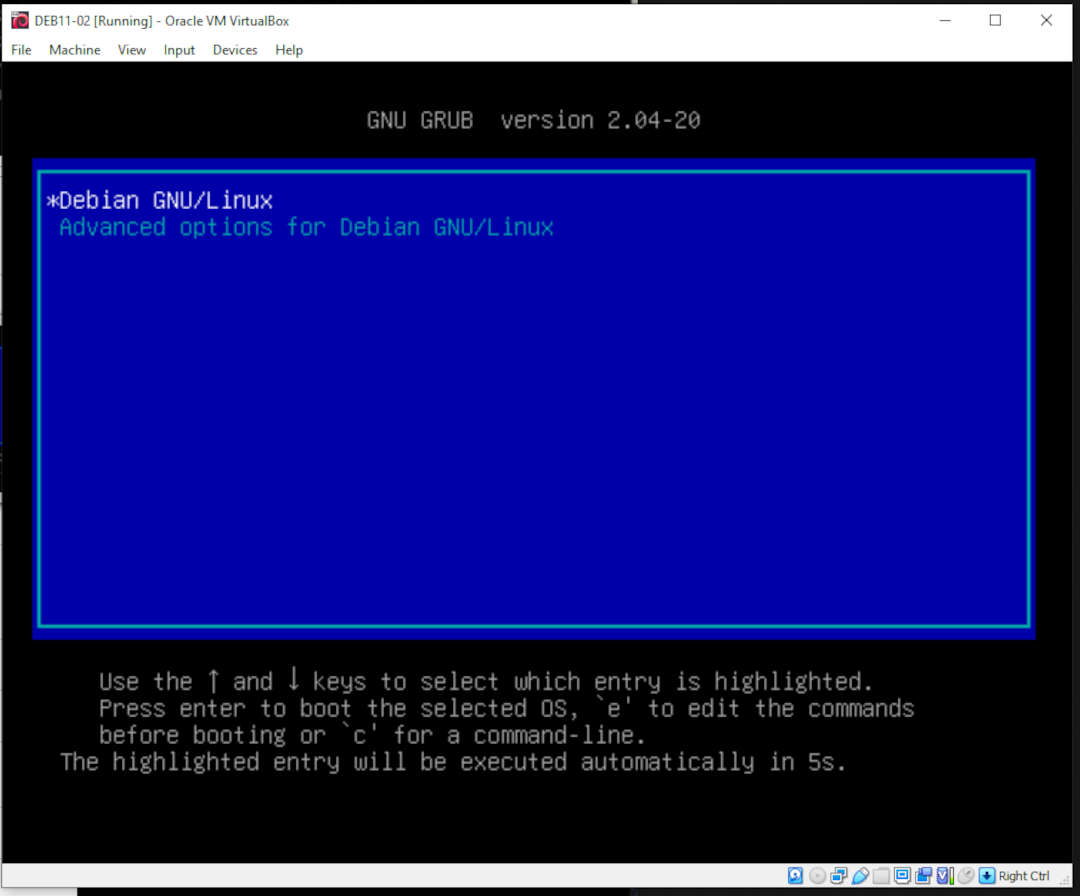 DEB11-02 [Running] - Oracle VM VirtualBox
File Machine View Input Devices Help
GNU GRUB version 2.04-20
*Debian GNU/Linux
Advanced options for Debian GNU/Linux
Use the ↑ and ↓ keys to select which entry is highlighted.
Press enter to boot the selected OS, `e' to edit the commands
before booting or `c' for a command-line.
The highlighted entry will be executed automatically in 5s.
Right Ctrl